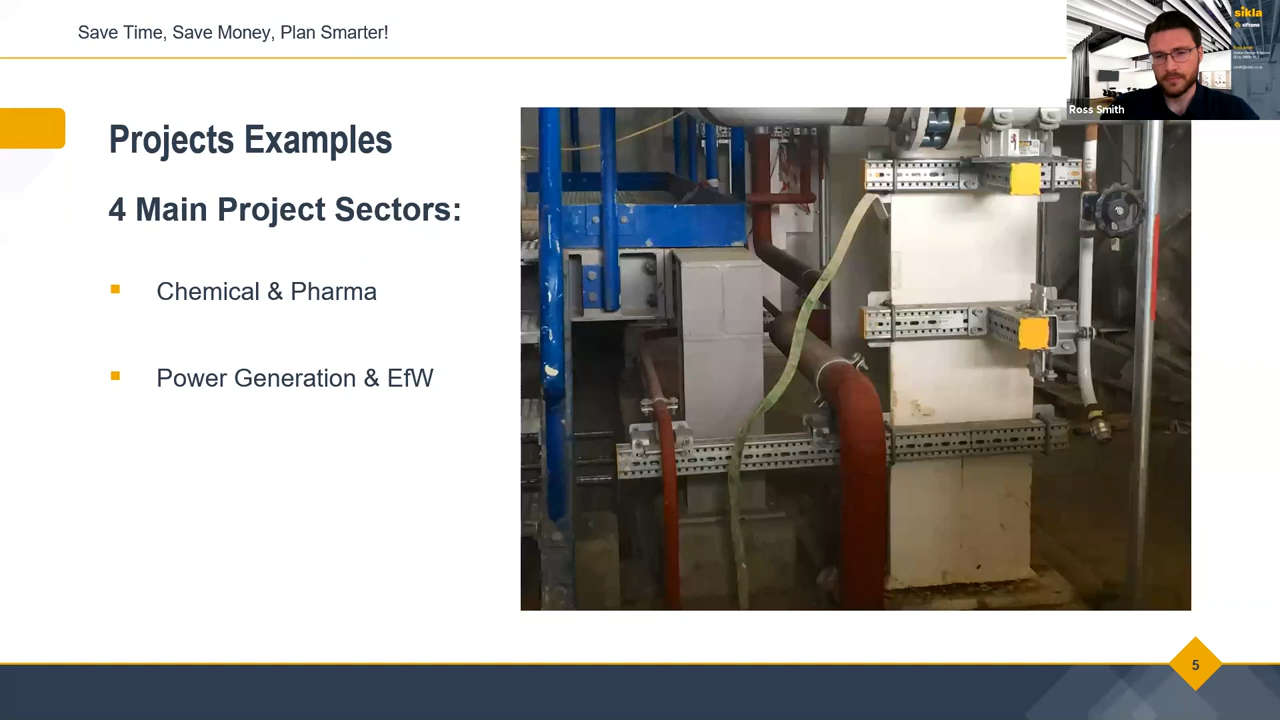 Save Time, Save Money, Plan Smarter!
sikla
siFramo
Ross Smith
Projects Examples
4 Main Project Sectors:
Chemical & Pharma
Power Generation & EfW
5